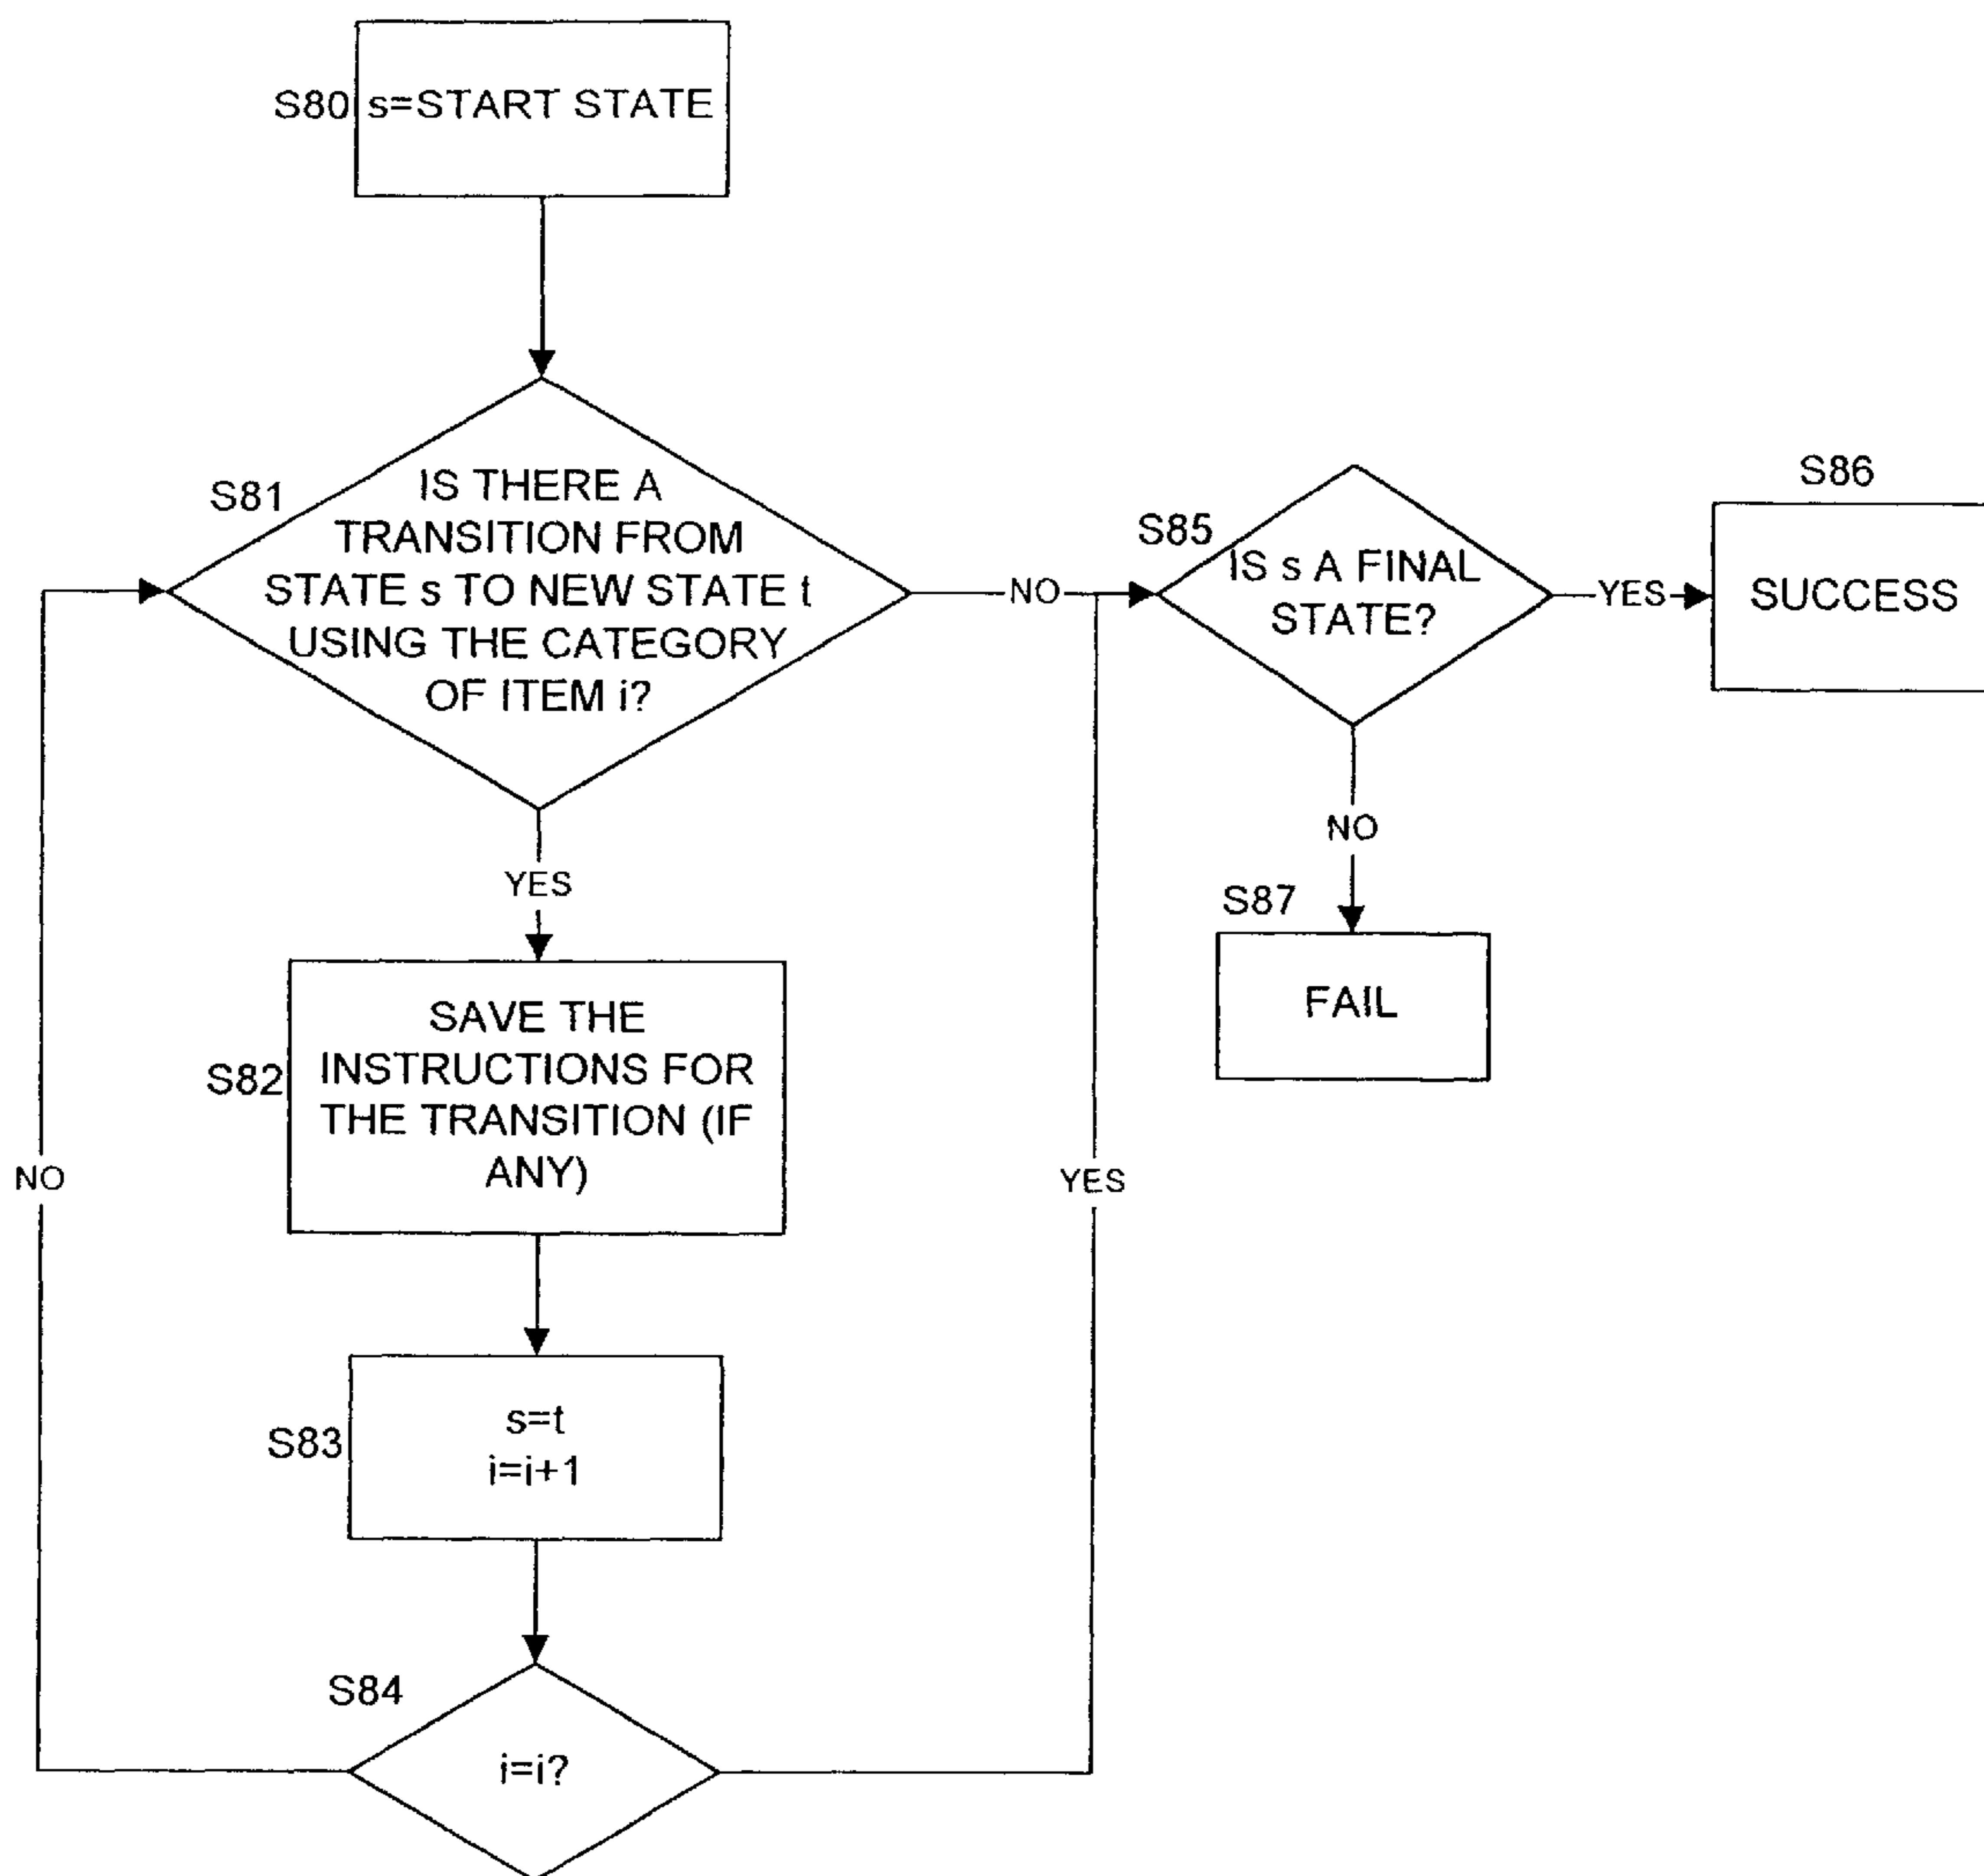 S80
s=START STATE
S81
IS THERE A
TRANSITION FROM
STATE s TO NEW STATE t
USING THE CATEGORY
OF ITEM i?
NO
S85
IS s A FINAL
STATE?
YES
S86
SUCCESS
NO
S87
FAIL
YES
S82
SAVE THE
INSTRUCTIONS FOR
THE TRANSITION (IF
ANY)
NO
YES
S83
s=t
i=i+1
S84
i=i?